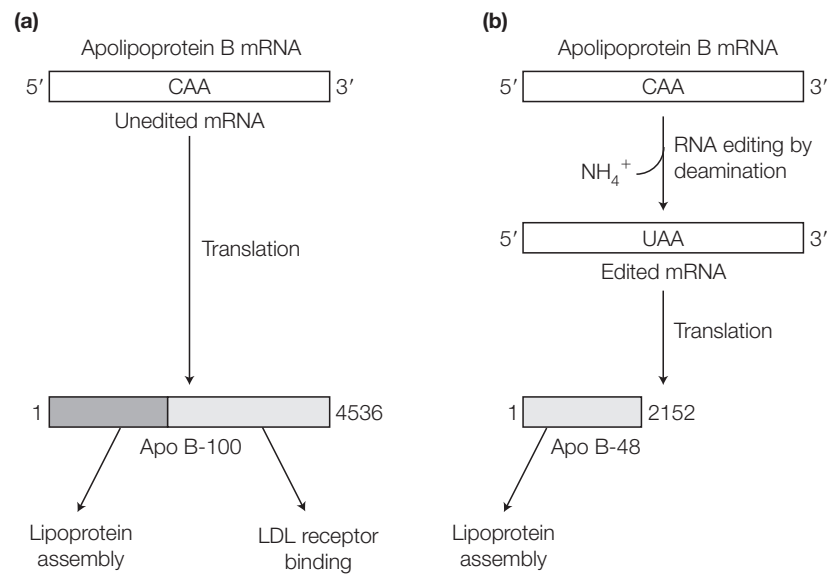 (a)
Apolipoprotein B mRNA
5′ CAA 3′
Unedited mRNA
Translation
1 4536
Apo B-100
Lipoprotein
assembly
LDL receptor
binding
(b)
Apolipoprotein B mRNA
5′ CAA 3′
RNA editing by
deamination
NH₄⁺
5′ UAA 3′
Edited mRNA
Translation
1 2152
Apo B-48
Lipoprotein
assembly